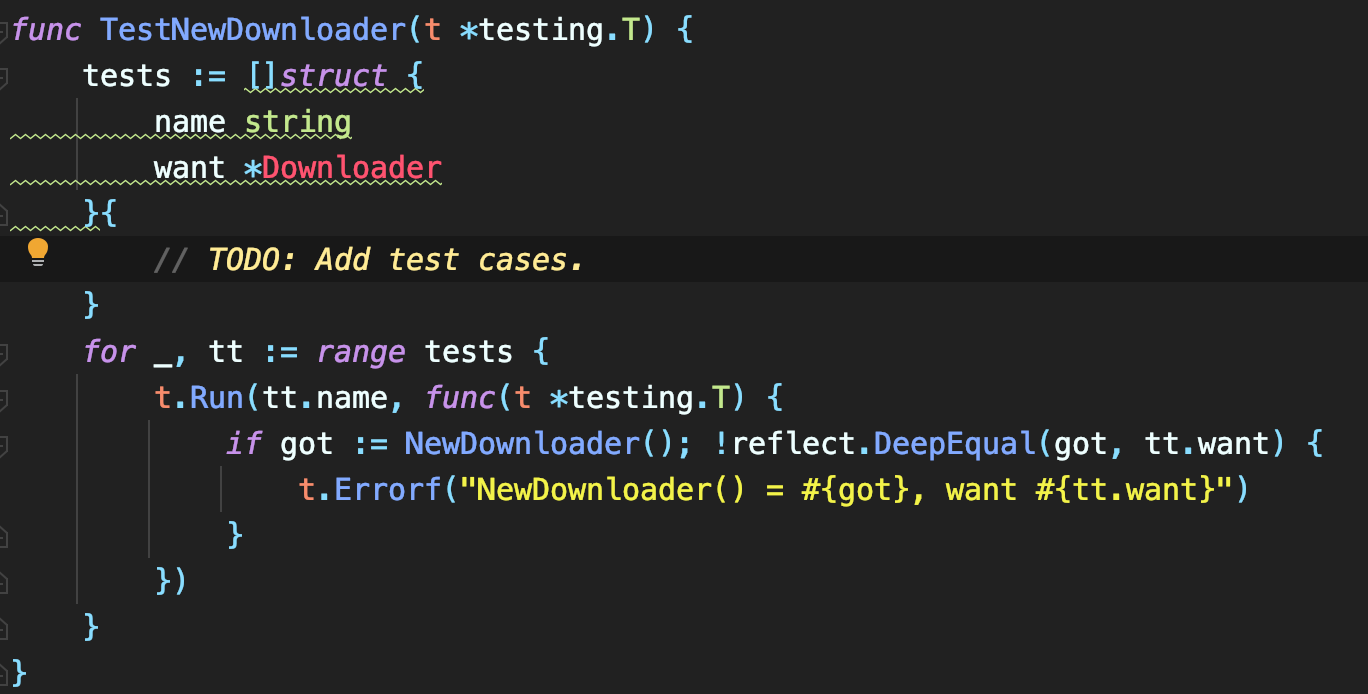 func TestNewDownloader(t *testing.T) {
    tests := []struct {
        name string
        want *Downloader
    }{
        // TODO: Add test cases.
    }
    for _, tt := range tests {
        t.Run(tt.name, func(t *testing.T) {
            if got := NewDownloader(); !reflect.DeepEqual(got, tt.want) {
                t.Errorf("NewDownloader() = #{got}, want #{tt.want}")
            }
        })
    }
}